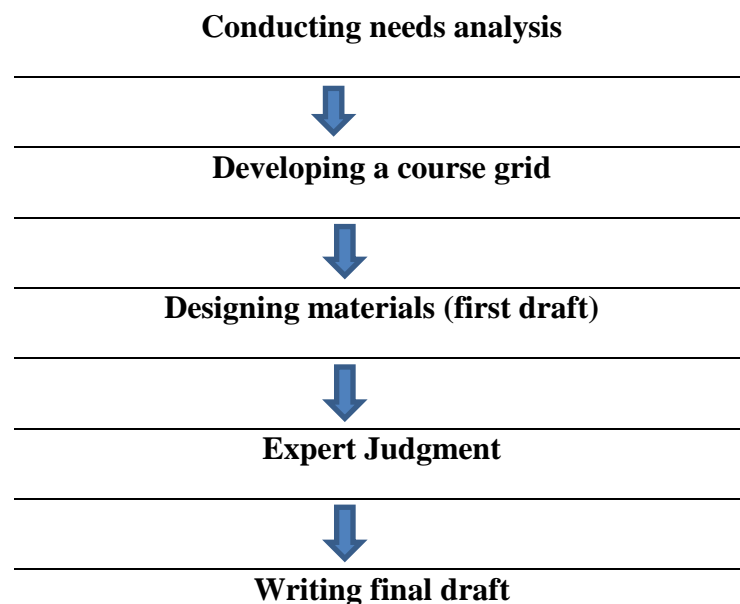 Conducting needs analysis
Developing a course grid
Designing materials (first draft)
Expert Judgment
Writing final draft